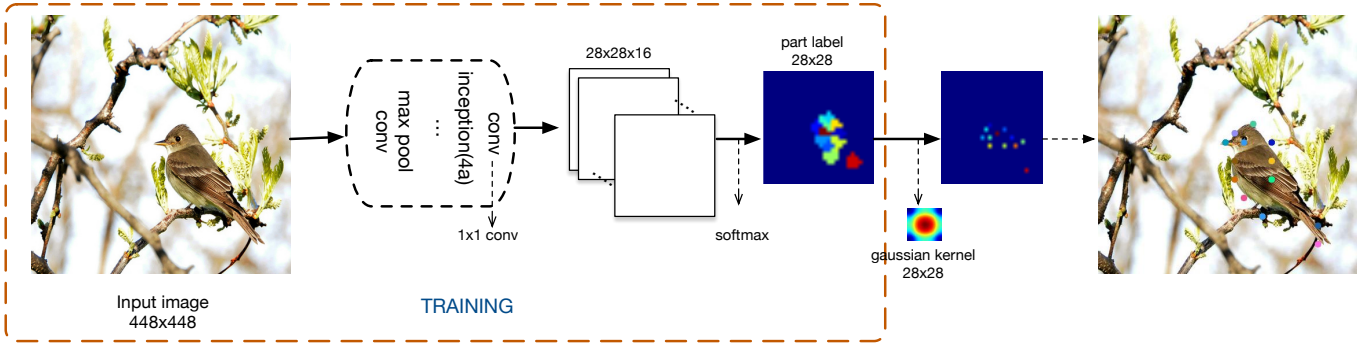 Input image
448x448
conv
max pool
...
inception(4a)
conv
1x1 conv
28x28x16
softmax
part label
28x28
gaussian kernel
28x28
TRAINING